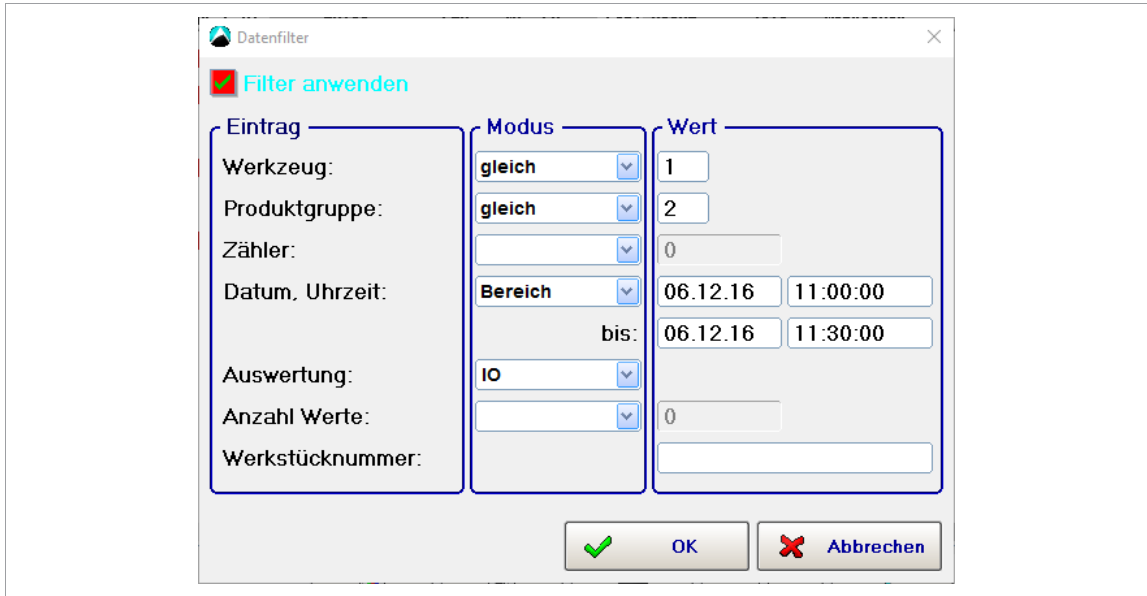 Datenfilter
Filter anwenden
Eintrag Modus Wert
Werkzeug: gleich 1
Produktgruppe: gleich 2
Zähler: 0
Datum, Uhrzeit: Bereich 06.12.16 11:00:00
bis: 06.12.16 11:30:00
Auswertung: IO
Anzahl Werte: 0
Werkstücknummer:
OK Abbrechen